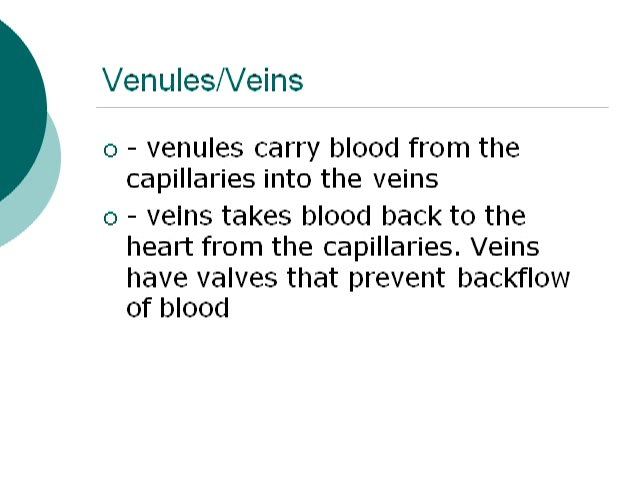 Venules/Veins
- venules carry blood from the
capillaries into the veins
- veins takes blood back to the
heart from the capillaries. Veins
have valves that prevent backflow
of blood